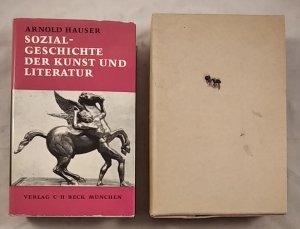 ARNOLD HAUSER
SOZIAL-
GESCHICHTE
DER KUNST UND
LITERATUR
VERLAG C H BECK MÜNCHEN